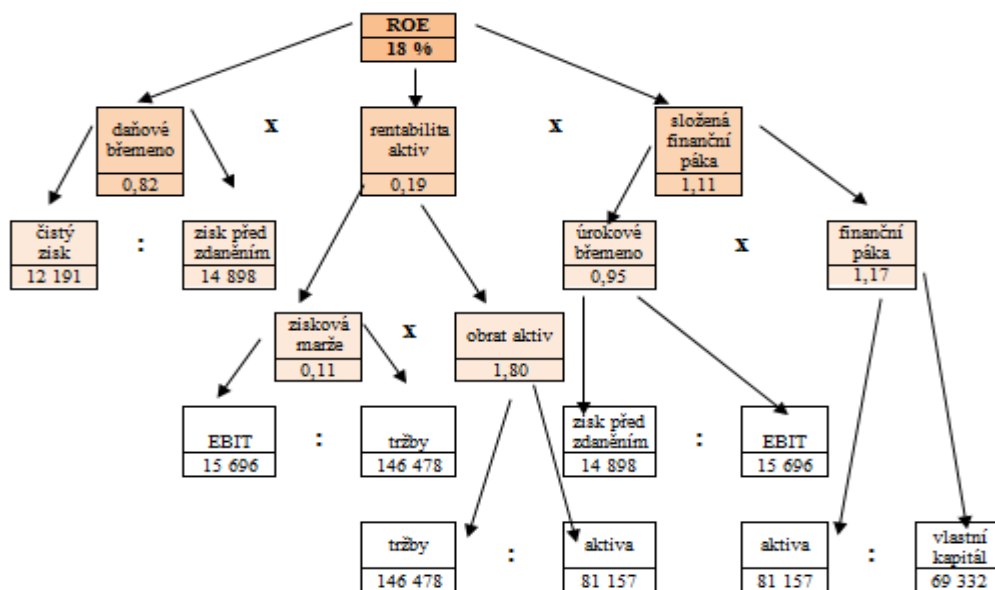 ROE
18 %
daňové
břemeno
0,82
x
rentabilita
aktiv
0,19
x
složená
finanční
páka
1,11
čistý
zisk
12 191
:
zisk před
zdaněním
14 898
úrokové
břemeno
0,95
x
finanční
páka
1,17
zisková
marže
0,11
x
obrat aktiv
1,80
EBIT
15 696
:
tržby
146 478
zisk před
zdaněním
14 898
:
EBIT
15 696
tržby
146 478
:
aktiva
81 157
aktiva
81 157
:
vlastní
kapitál
69 332